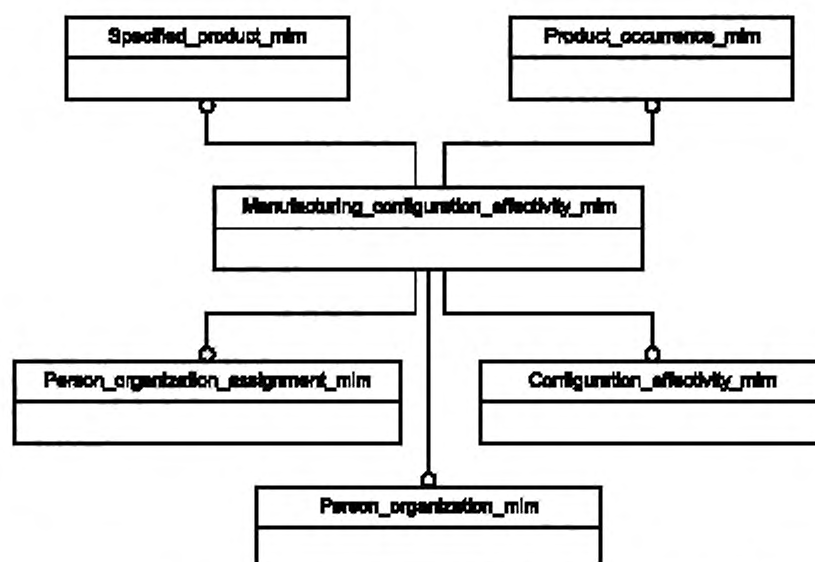 Specified_product_mim
Product_occurrence_mim
Manufacturing_configuration_effectivity_mim
Person_organization_assignment_mim
Configuration_effectivity_mim
Person_organization_mim